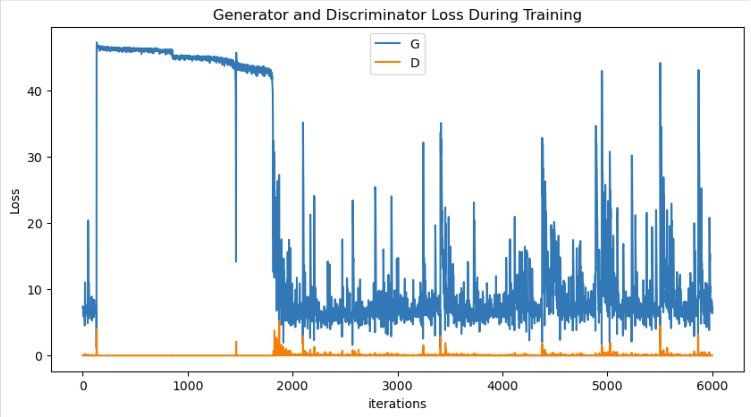 Generator and Discriminator Loss During Training
G
D
Loss
40
30
20
10
0
0 1000 2000 3000 4000 5000 6000
iterations